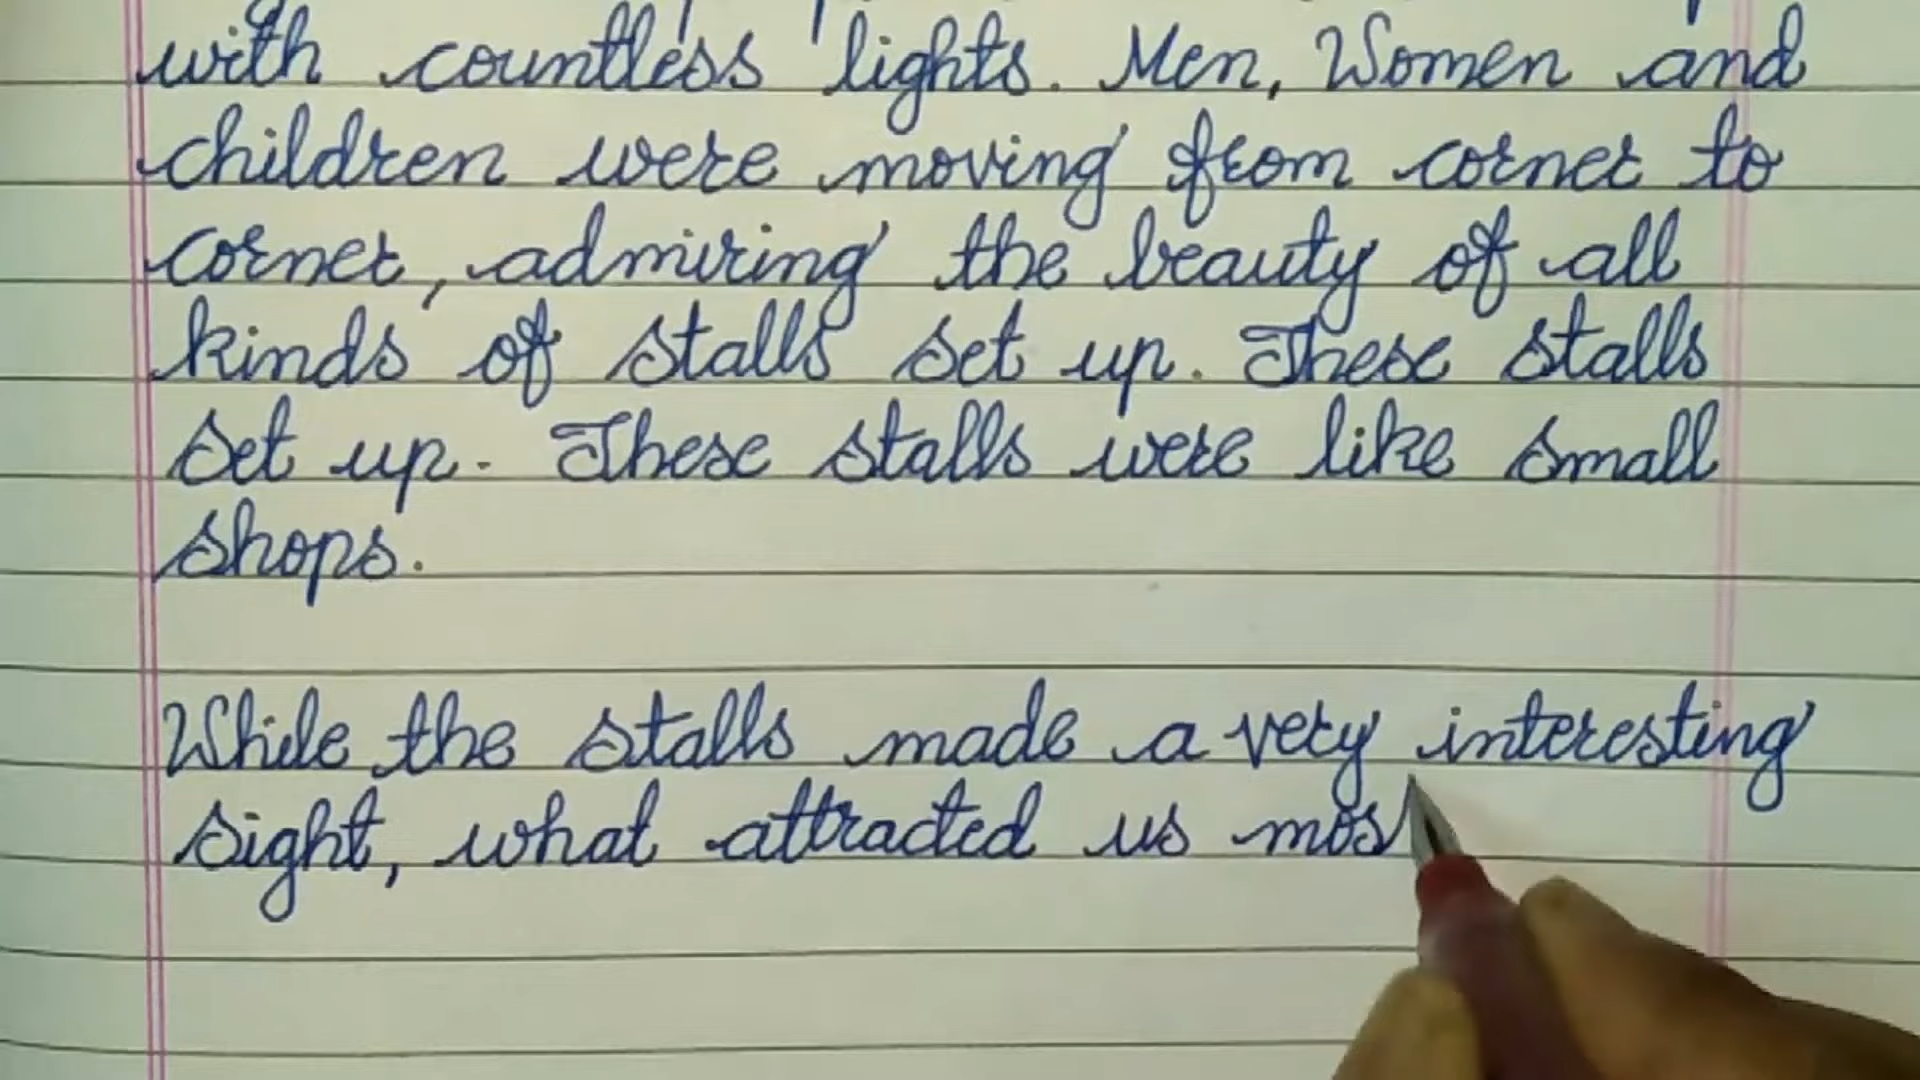 with countless lights. Men, Women and
children were moving from corner to
corner, admiring the beauty of all
kinds of stalls set up. These stalls
set up. These stalls were like small
shops.
While the stalls made a very interesting
sight, what attracted us mos